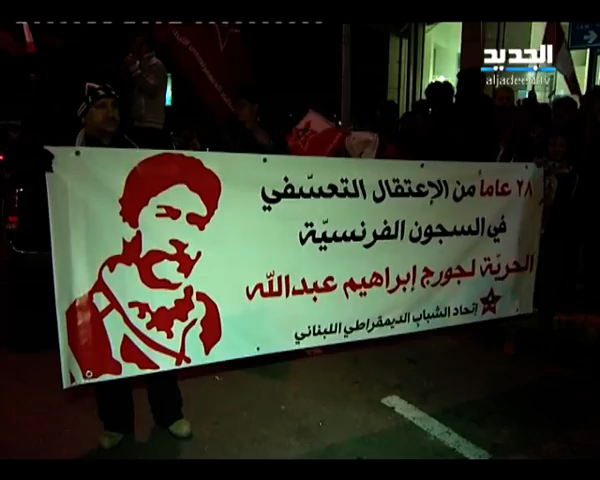 الجديد
aljadeed.tv
٢٨ عاماً من الإعتقال التعسّفي
في السجون الفرنسيّة
الحريّة لجورج إبراهيم عبدالله
إتحاد الشباب الديمقراطي اللبناني